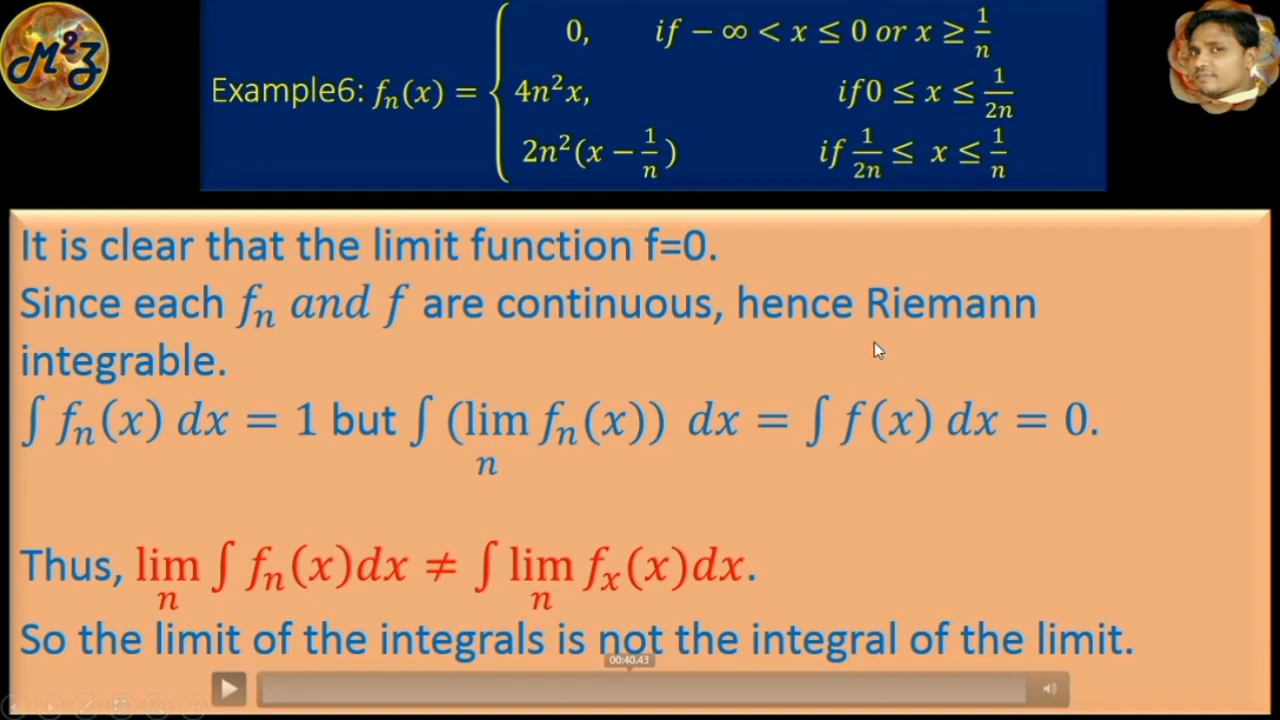 M²Z
0, if − ∞ < x ≤ 0 or x ≥ 1/n
Example6: fₙ(x) = { 4n²x, if0 ≤ x ≤ 1/2n
2n²(x − 1/n) if 1/2n ≤ x ≤ 1/n
It is clear that the limit function f=0.
Since each fₙ and f are continuous, hence Riemann
integrable.
∫ fₙ(x) dx = 1 but ∫ (lim fₙ(x)) dx = ∫ f(x) dx = 0.
n
Thus, lim ∫ fₙ(x)dx ≠ ∫ lim fₓ(x)dx.
n n
So the limit of the integrals is not the integral of the limit.
00:40.43